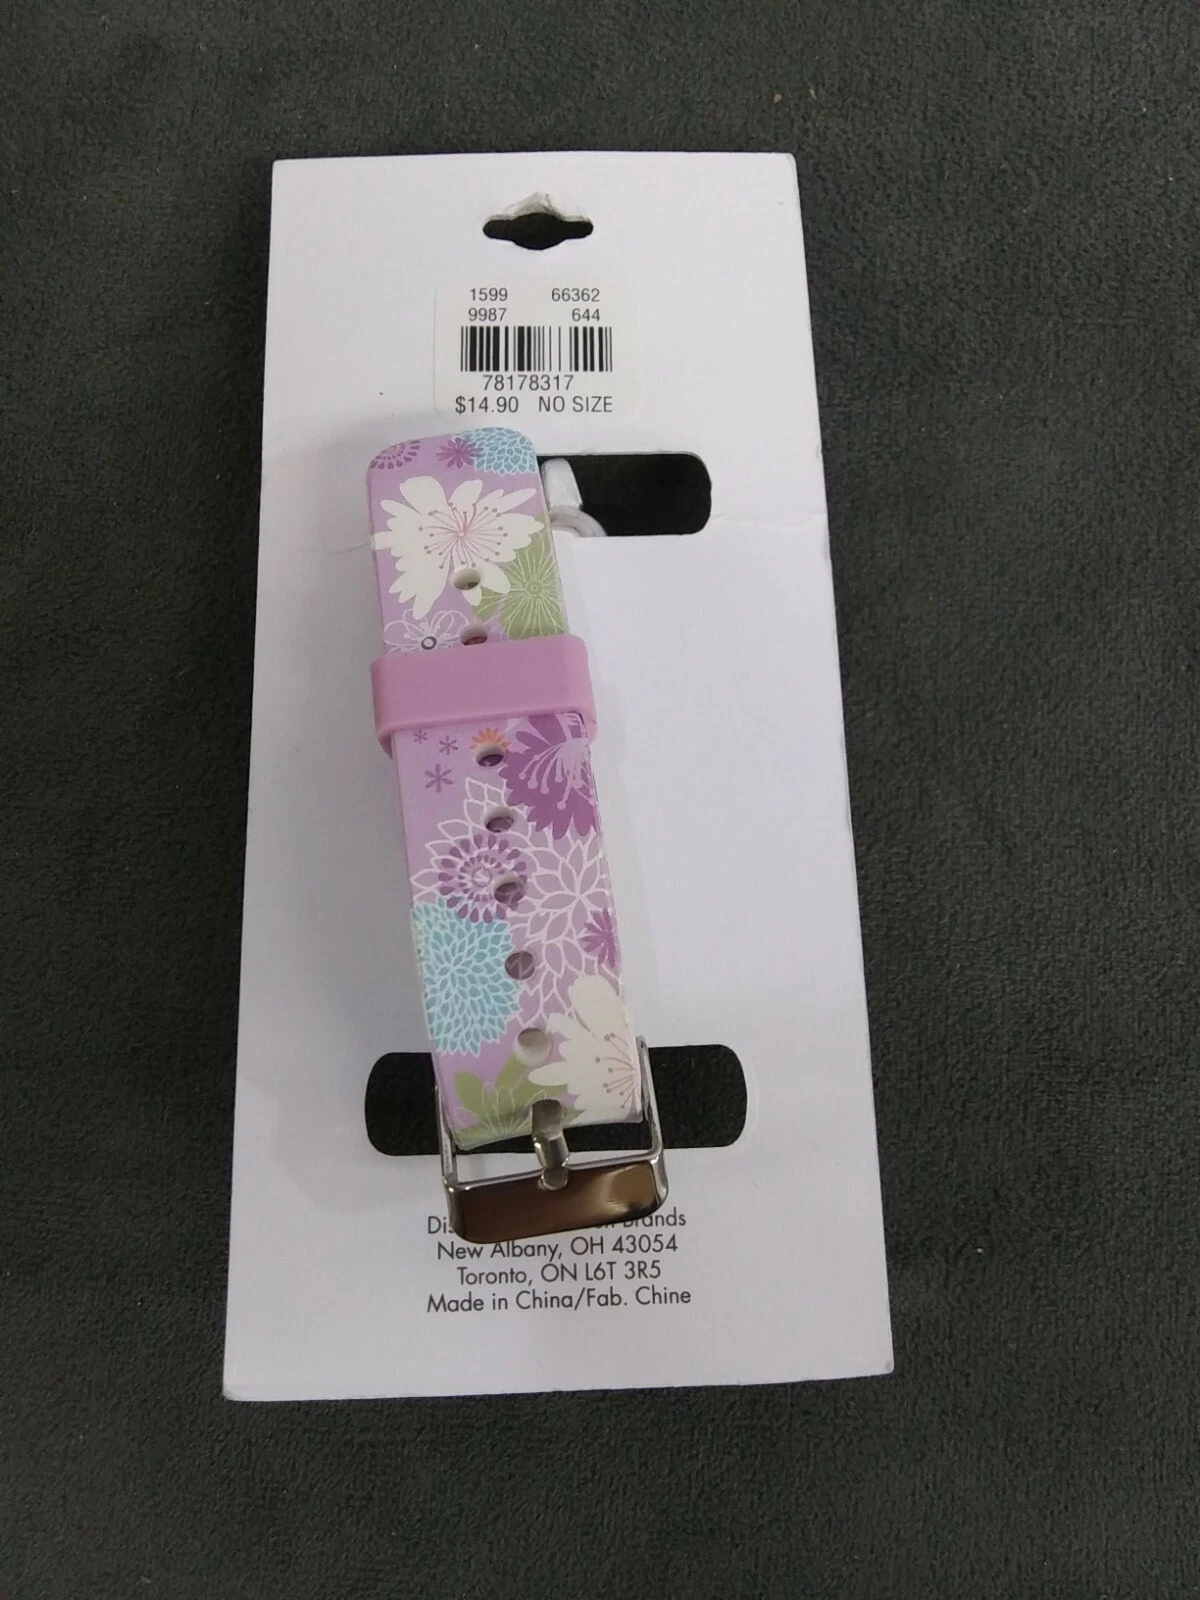 1599 66362
9987 644
78178317
$14.90 NO SIZE
Brands
New Albany, OH 43054
Toronto, ON L6T 3R5
Made in China/Fab. Chine